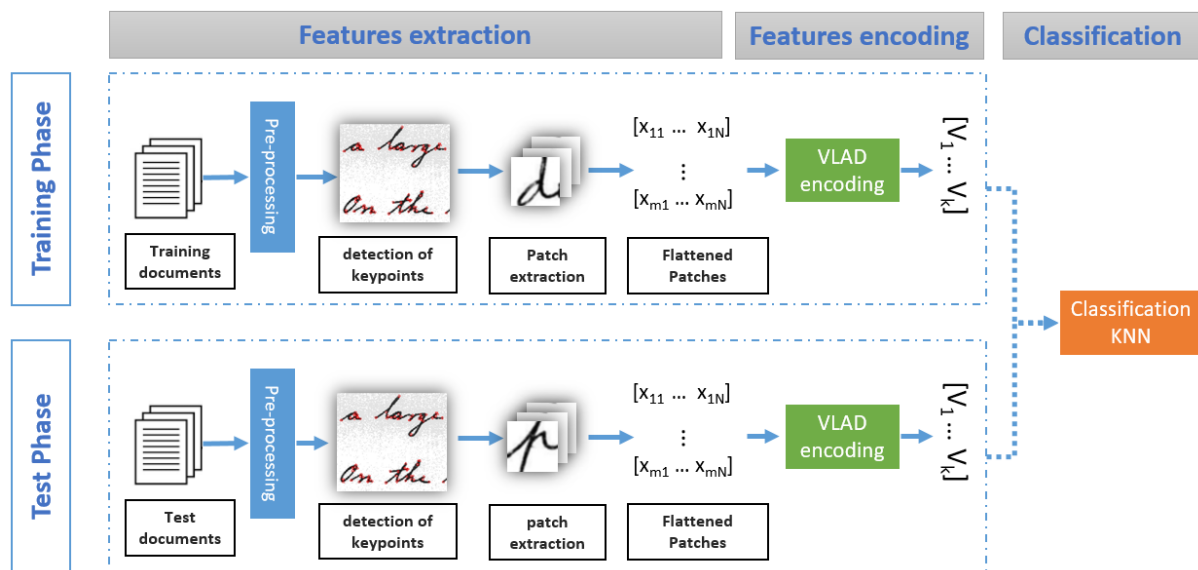 Features extraction
Features encoding
Classification
Training Phase
Pre-processing
a large
On the
d
[x11 ... x1N]
⋮
[xm1 ... xmN]
VLAD
encoding
[V1 ... Vk]
Training
documents
detection of
keypoints
Patch
extraction
Flattened
Patches
Classification
KNN
Test Phase
Pre-processing
a large
On the
p
[x11 ... x1N]
⋮
[xm1 ... xmN]
VLAD
encoding
[V1 ... Vk]
Test
documents
detection of
keypoints
patch
extraction
Flattened
Patches